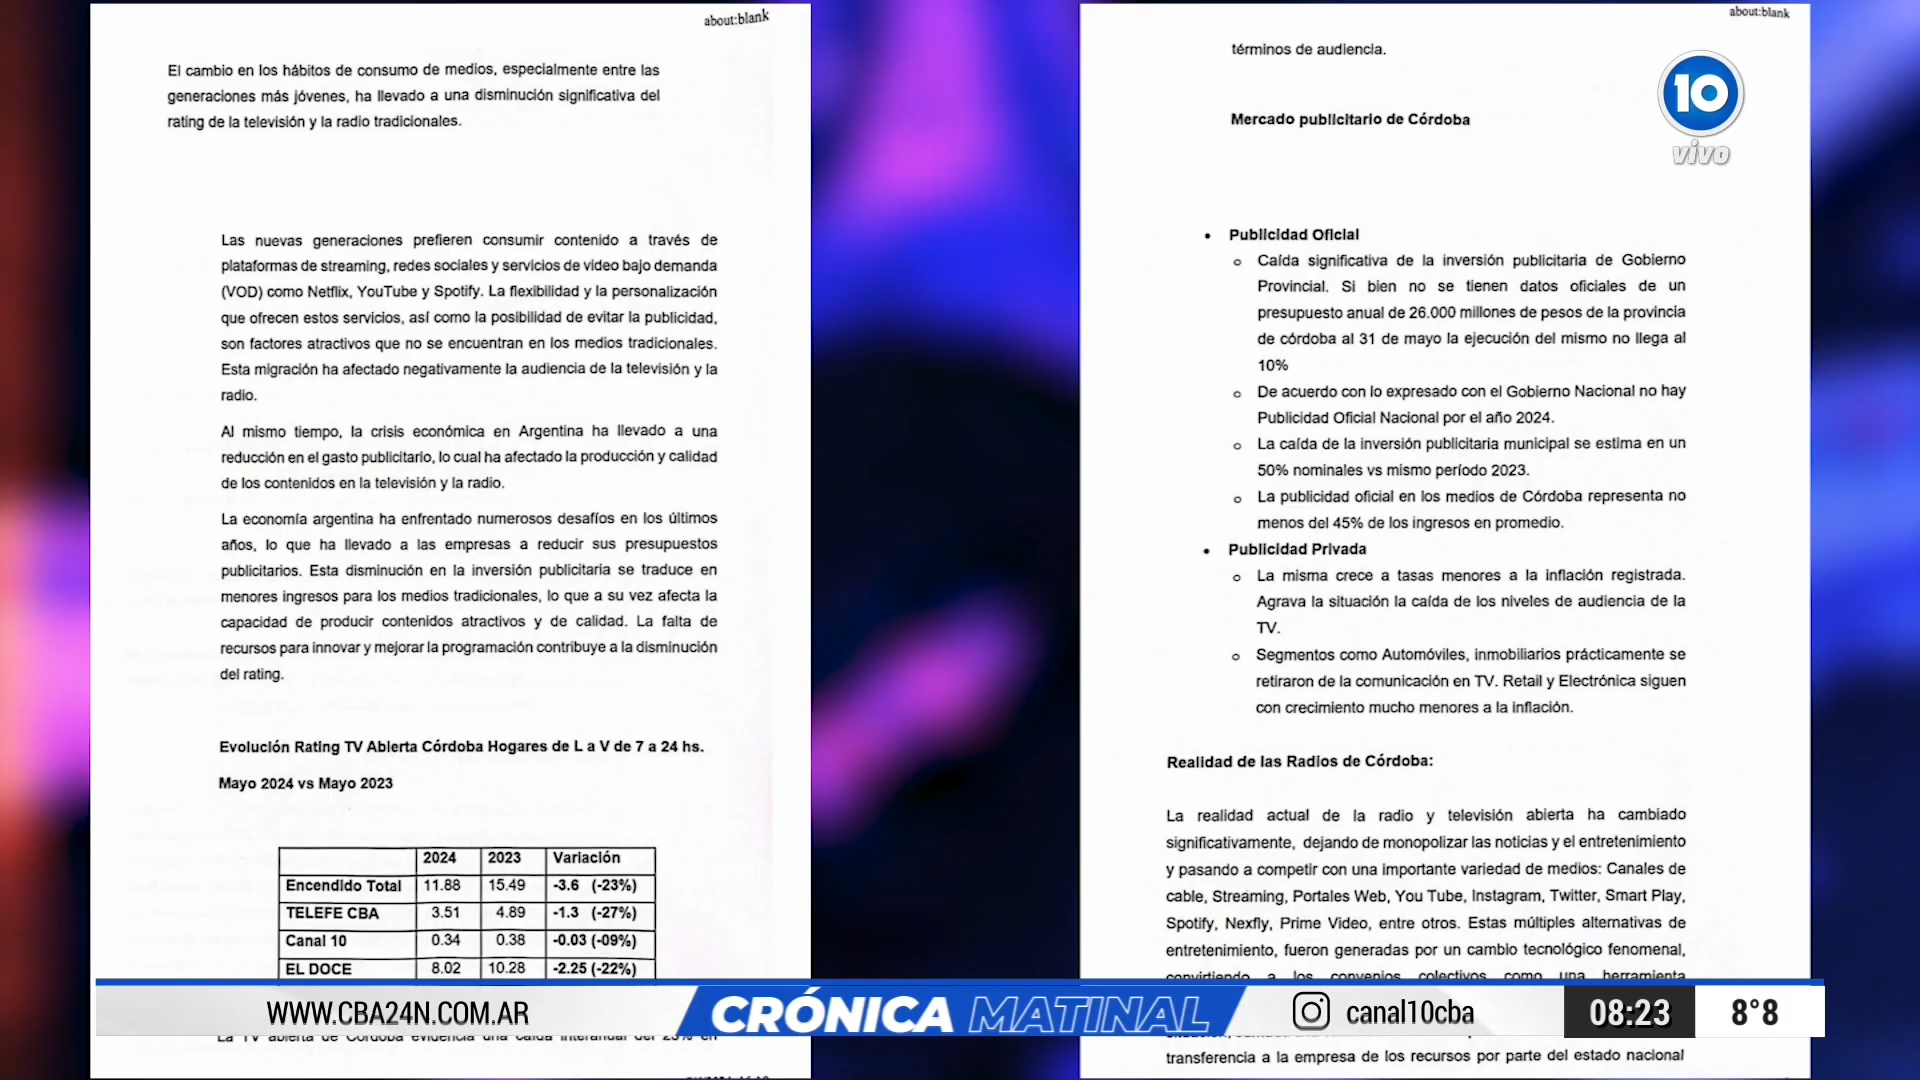 about:blank
El cambio en los hábitos de consumo de medios, especialmente entre las
generaciones más jóvenes, ha llevado a una disminución significativa del
rating de la televisión y la radio tradicionales.
Las nuevas generaciones prefieren consumir contenido a través de
plataformas de streaming, redes sociales y servicios de video bajo demanda
(VOD) como Netflix, YouTube y Spotify. La flexibilidad y la personalización
que ofrecen estos servicios, así como la posibilidad de evitar la publicidad,
son factores atractivos que no se encuentran en los medios tradicionales.
Esta migración ha afectado negativamente la audiencia de la televisión y la
radio.
Al mismo tiempo, la crisis económica en Argentina ha llevado a una
reducción en el gasto publicitario, lo cual ha afectado la producción y calidad
de los contenidos en la televisión y la radio.
La economía argentina ha enfrentado numerosos desafíos en los últimos
años, lo que ha llevado a las empresas a reducir sus presupuestos
publicitarios. Esta disminución en la inversión publicitaria se traduce en
menores ingresos para los medios tradicionales, lo que a su vez afecta la
capacidad de producir contenidos atractivos y de calidad. La falta de
recursos para innovar y mejorar la programación contribuye a la disminución
del rating.
Evolución Rating TV Abierta Córdoba Hogares de L a V de 7 a 24 hs.
Mayo 2024 vs Mayo 2023
2024 2023 Variación
Encendido Total 11.88 15.49 -3.6 (-23%)
TELEFE CBA 3.51 4.89 -1.3 (-27%)
Canal 10 0.34 0.38 -0.03 (-09%)
EL DOCE 8.02 10.28 -2.25 (-22%)
La TV abierta de Córdoba evidencia una caída interanual del 23% en
about:blank
términos de audiencia.
Mercado publicitario de Córdoba
• Publicidad Oficial
o Caída significativa de la inversión publicitaria de Gobierno
Provincial. Si bien no se tienen datos oficiales de un
presupuesto anual de 26.000 millones de pesos de la provincia
de córdoba al 31 de mayo la ejecución del mismo no llega al
10%
o De acuerdo con lo expresado con el Gobierno Nacional no hay
Publicidad Oficial Nacional por el año 2024.
o La caída de la inversión publicitaria municipal se estima en un
50% nominales vs mismo período 2023.
o La publicidad oficial en los medios de Córdoba representa no
menos del 45% de los ingresos en promedio.
• Publicidad Privada
o La misma crece a tasas menores a la inflación registrada.
Agrava la situación la caída de los niveles de audiencia de la
TV.
o Segmentos como Automóviles, inmobiliarios prácticamente se
retiraron de la comunicación en TV. Retail y Electrónica siguen
con crecimiento mucho menores a la inflación.
Realidad de las Radios de Córdoba:
La realidad actual de la radio y televisión abierta ha cambiado
significativamente, dejando de monopolizar las noticias y el entretenimiento
y pasando a competir con una importante variedad de medios: Canales de
cable, Streaming, Portales Web, You Tube, Instagram, Twitter, Smart Play,
Spotify, Nexfly, Prime Video, entre otros. Estas múltiples alternativas de
entretenimiento, fueron generadas por un cambio tecnológico fenomenal,
convirtiendo a los convenios colectivos como una herramienta
transferencia a la empresa de los recursos por parte del estado nacional
10
vivo
WWW.CBA24N.COM.AR
CRÓNICA MATINAL
canal10cba
08:23
8°8